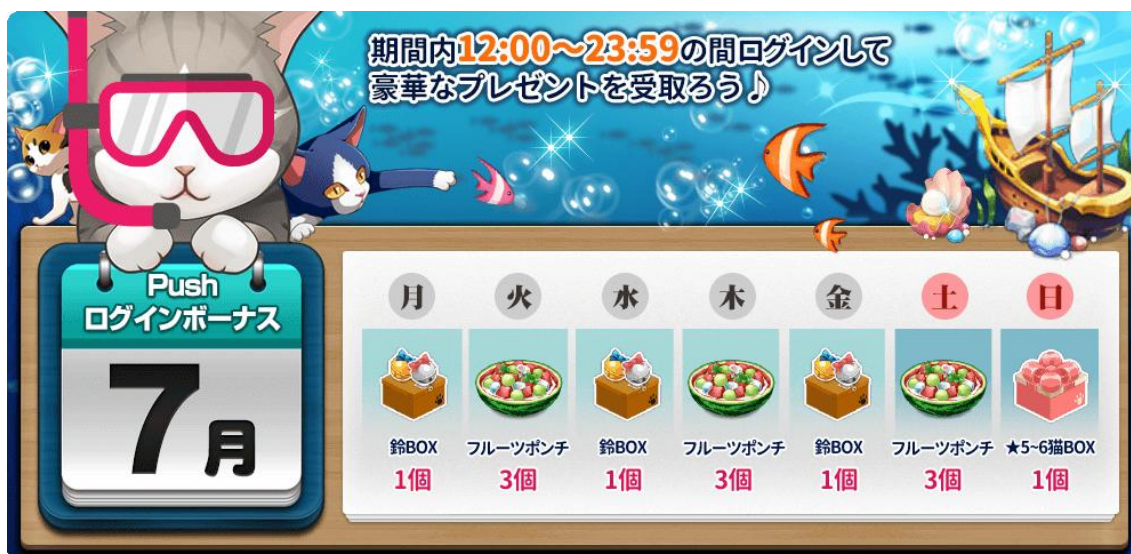 期間内12:00～23:59の間ログインして
豪華なプレゼントを受取ろう♪
Push
ログインボーナス
7月
月 火 水 木 金 土 日
鈴BOX フルーツポンチ 鈴BOX フルーツポンチ 鈴BOX フルーツポンチ ★5~6猫BOX
1個 3個 1個 3個 1個 3個 1個